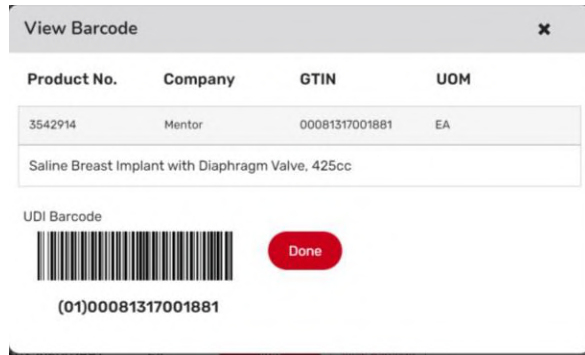 View Barcode ×
Product No. Company GTIN UOM
3542914 Mentor 00081317001881 EA
Saline Breast Implant with Diaphragm Valve, 425cc
UDI Barcode
Done
(01)00081317001881